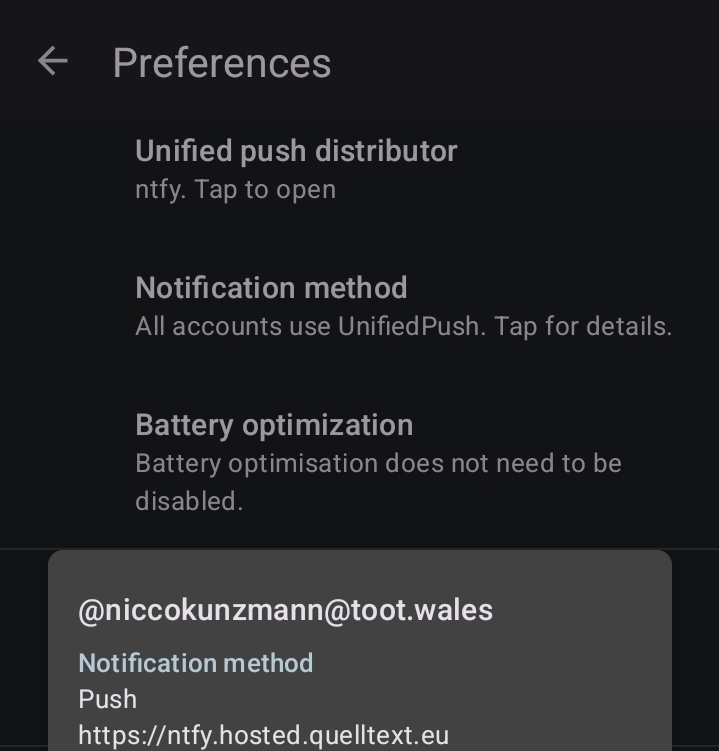 Preferences
Unified push distributor
ntfy. Tap to open
Notification method
All accounts use UnifiedPush. Tap for details.
Battery optimization
Battery optimisation does not need to be
disabled.
@niccokunzmann@toot.wales
Notification method
Push
https://ntfy.hosted.quelltext.eu